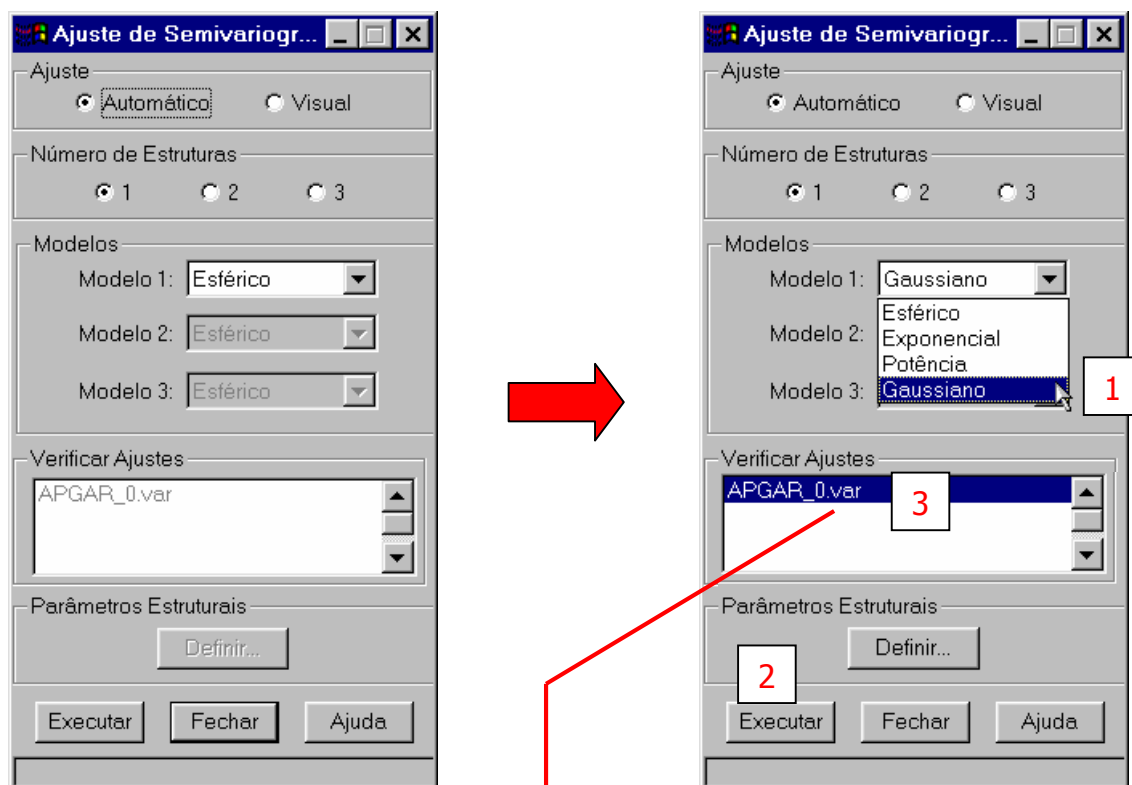 Ajuste de Semivariogr...
Ajuste
Automático Visual
Número de Estruturas
1 2 3
Modelos
Modelo 1: Esférico
Modelo 2: Esférico
Modelo 3: Esférico
Verificar Ajustes
APGAR_0.var
Parâmetros Estruturais
Definir...
Executar Fechar Ajuda
Ajuste de Semivariogr...
Ajuste
Automático Visual
Número de Estruturas
1 2 3
Modelos
Modelo 1: Gaussiano
Esférico
Modelo 2: Exponencial
Potência
Modelo 3: Gaussiano 1
Verificar Ajustes
APGAR_0.var 3
Parâmetros Estruturais
Definir...
2
Executar Fechar Ajuda